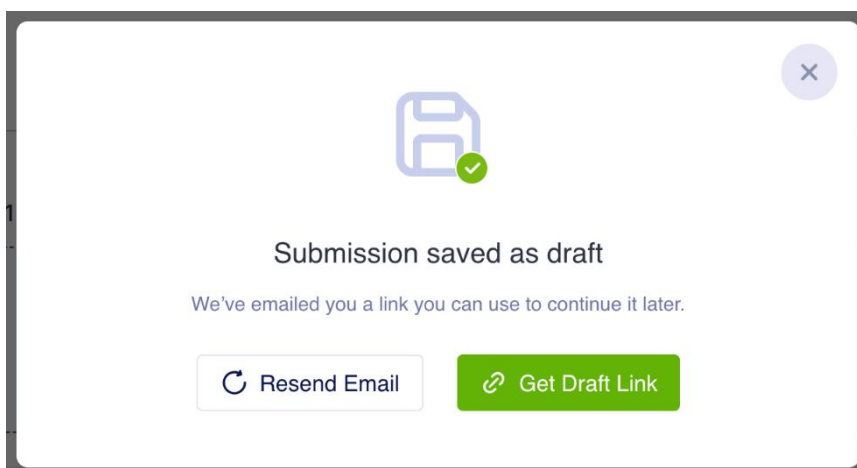 1
Submission saved as draft
We've emailed you a link you can use to continue it later.
Resend Email
Get Draft Link